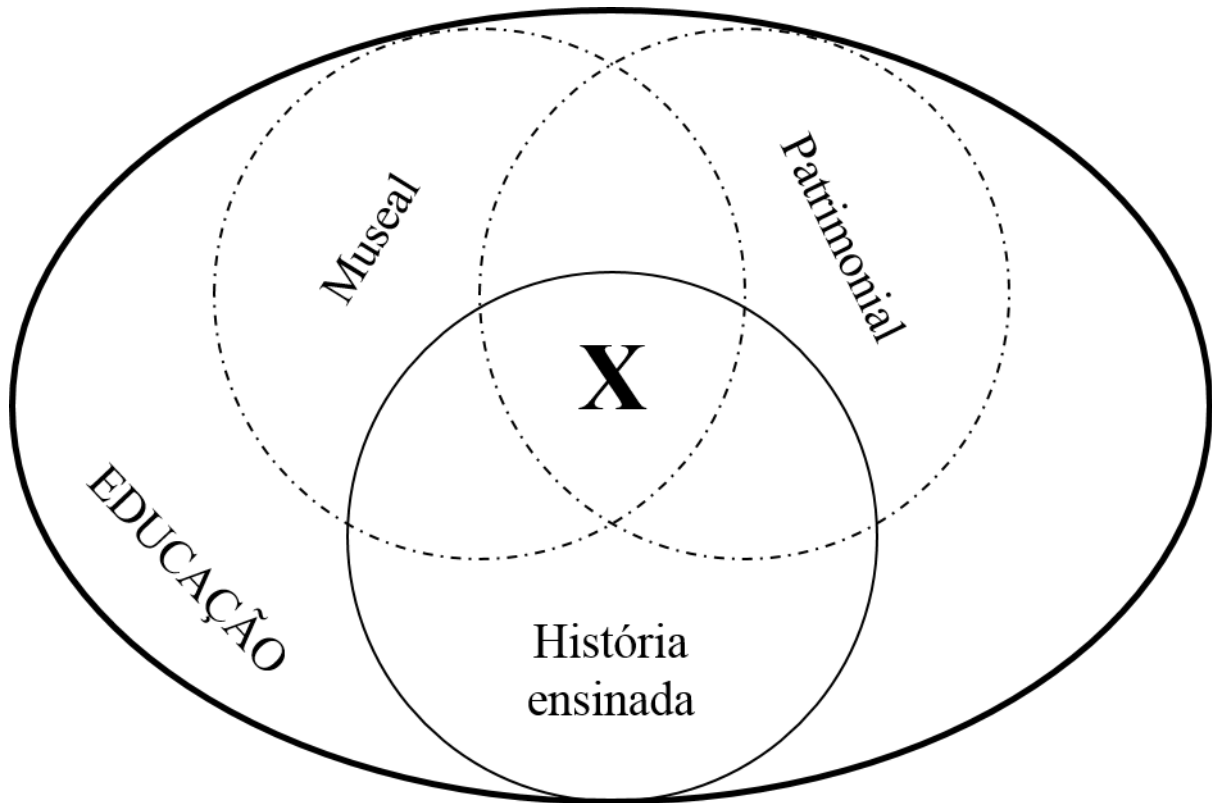 Museal
Patrimonial
X
EDUCAÇÃO
História
ensinada